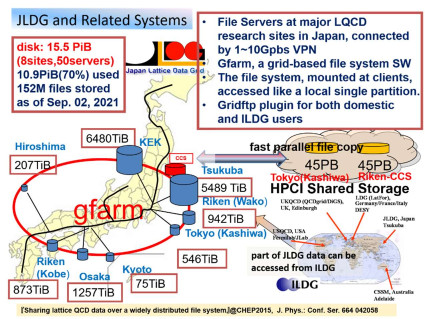 JLDG and Related Systems
disk: 15.5 PiB
(8sites,50servers)
10.9PiB(70%) used
152M files stored
as of Sep. 02, 2021
Japan Lattice Data Grid
• File Servers at major LQCD
research sites in Japan, connected
by 1~10Gpbs VPN
• Gfarm, a grid-based file system SW
• The file system, mounted at clients,
accessed like a local single partition.
• Gridftp plugin for both domestic
and ILDG users
6480TiB
KEK
Hiroshima
207TiB
CCS
Tsukuba
5489 TiB
Riken (Wako)
942TiB
Tokyo (Kashiwa)
546TiB
gfarm
Riken
(Kobe)
873TiB
Osaka
1257TiB
Kyoto
75TiB
fast parallel file copy
45PB
45PB
Tokyo(Kashiwa)
Riken-CCS
HPCI Shared Storage
UKQCD (QCDgrid/DiGS),
UK, Edinburgh
LDG (LatFor),
Germany/France/Italy
DESY
USQCD, USA
Fermilab/JLab
JLDG, Japan
Tsukuba
part of JLDG data can be
accessed from ILDG
ILDG
CSSM, Australia
Adelaide
『Sharing lattice QCD data over a widely distributed file system』@CHEP2015, J. Phys.: Conf. Ser. 664 042058